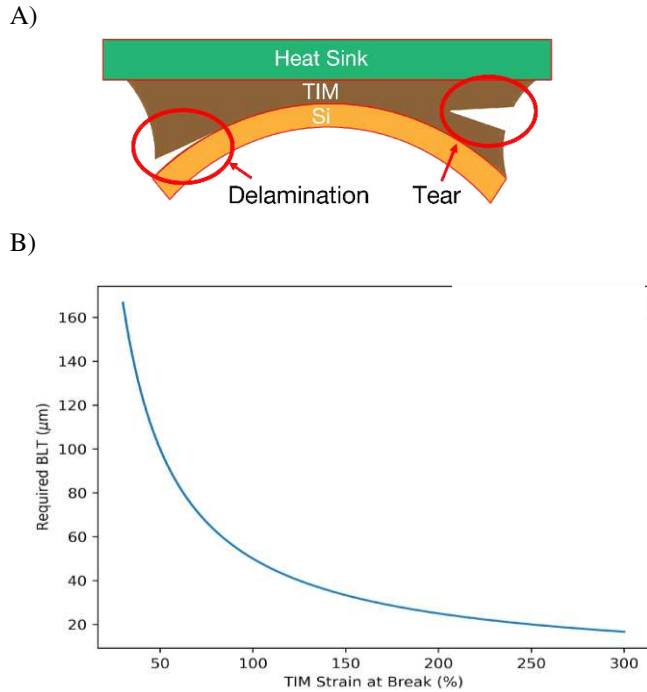 A)
Heat Sink
TIM
Si
Delamination
Tear
B)
160
140
120
100
80
60
40
20
Required BLT (μm)
50
100
150
200
250
300
TIM Strain at Break (%)